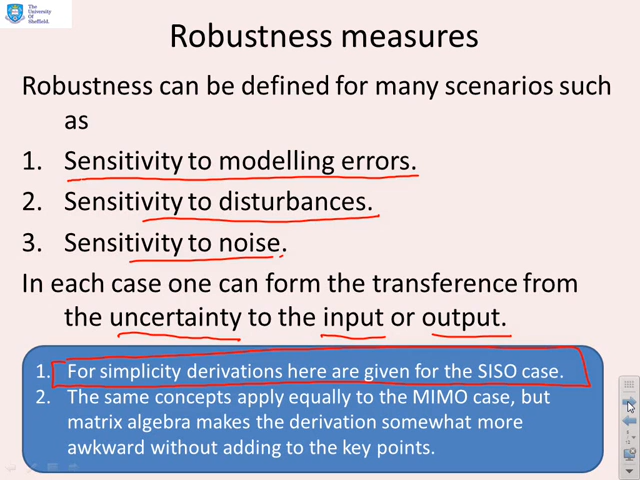 The
University
Of
Sheffield.
Robustness measures
Robustness can be defined for many scenarios such
as
1. Sensitivity to modelling errors.
2. Sensitivity to disturbances.
3. Sensitivity to noise.
In each case one can form the transference from
the uncertainty to the input or output.
1. For simplicity derivations here are given for the SISO case.
2. The same concepts apply equally to the MIMO case, but
matrix algebra makes the derivation somewhat more
awkward without adding to the key points.